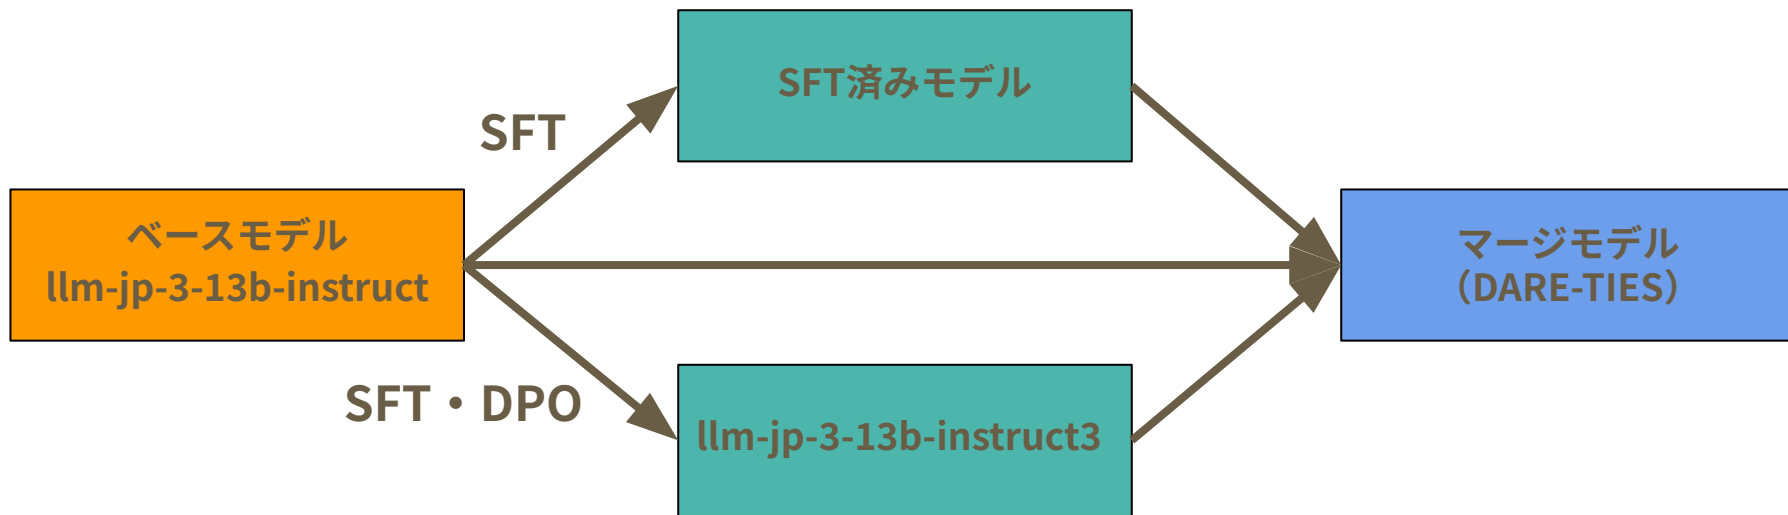 SFT済みモデル
SFT
ベースモデル
llm-jp-3-13b-instruct
マージモデル
（DARE-TIES）
SFT・DPO
llm-jp-3-13b-instruct3